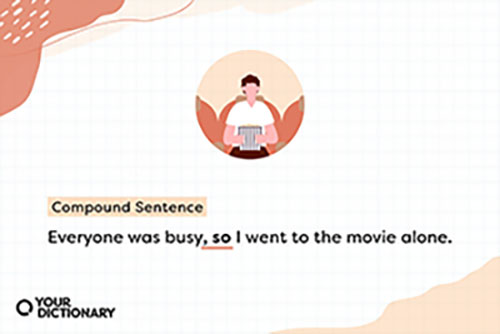 Compound Sentence
Everyone was busy, so I went to the movie alone.
YOUR
DICTIONARY